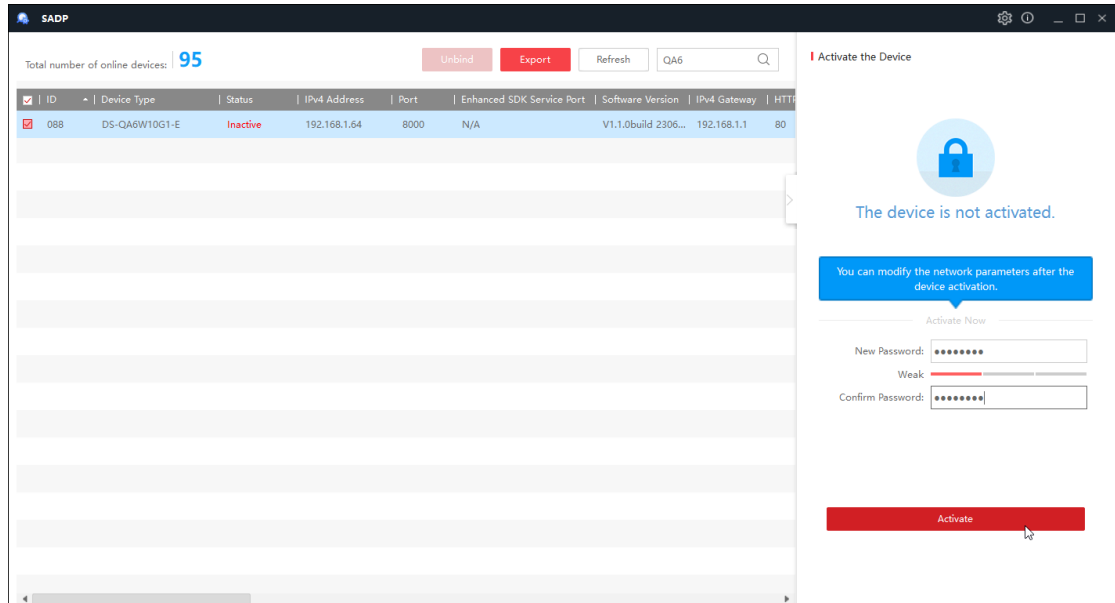 SADP
Total number of online devices: 95
Unbind
Export
Refresh
QA6
ID | Device Type | Status | IPv4 Address | Port | Enhanced SDK Service Port | Software Version | IPv4 Gateway | HTTP
088 DS-QA6W10G1-E Inactive 192.168.1.64 8000 N/A V1.1.0build 2306... 192.168.1.1 80
Activate the Device
The device is not activated.
You can modify the network parameters after the
device activation.
Activate Now
New Password: ●●●●●●●●
Weak
Confirm Password: ●●●●●●●●
Activate